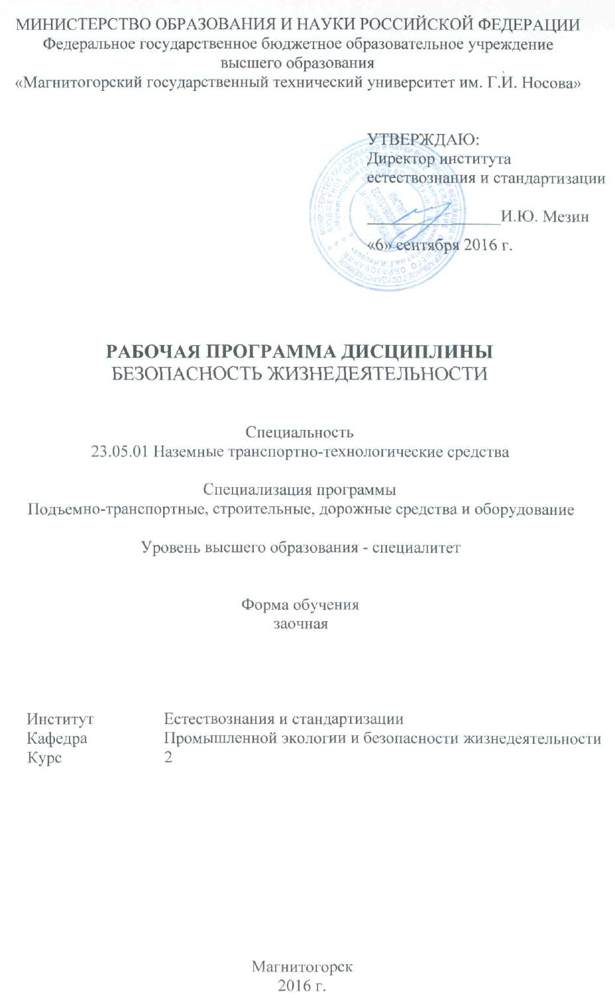 МИНИСТЕРСТВО ОБРАЗОВАНИЯ И НАУКИ РОССИЙСКОЙ ФЕДЕРАЦИИ
Федеральное государственное бюджетное образовательное учреждение
высшего образования
«Магнитогорский государственный технический университет им. Г.И. Носова»
УТВЕРЖДАЮ:
Директор института
естествознания и стандартизации
И.Ю. Мезин
«6» сентября 2016 г.
РАБОЧАЯ ПРОГРАММА ДИСЦИПЛИНЫ
БЕЗОПАСНОСТЬ ЖИЗНЕДЕЯТЕЛЬНОСТИ
Специальность
23.05.01 Наземные транспортно-технологические средства
Специализация программы
Подъемно-транспортные, строительные, дорожные средства и оборудование
Уровень высшего образования - специалитет
Форма обучения
заочная
Институт Естествознания и стандартизации
Кафедра Промышленной экологии и безопасности жизнедеятельности
Курс 2
Магнитогорск
2016 г.